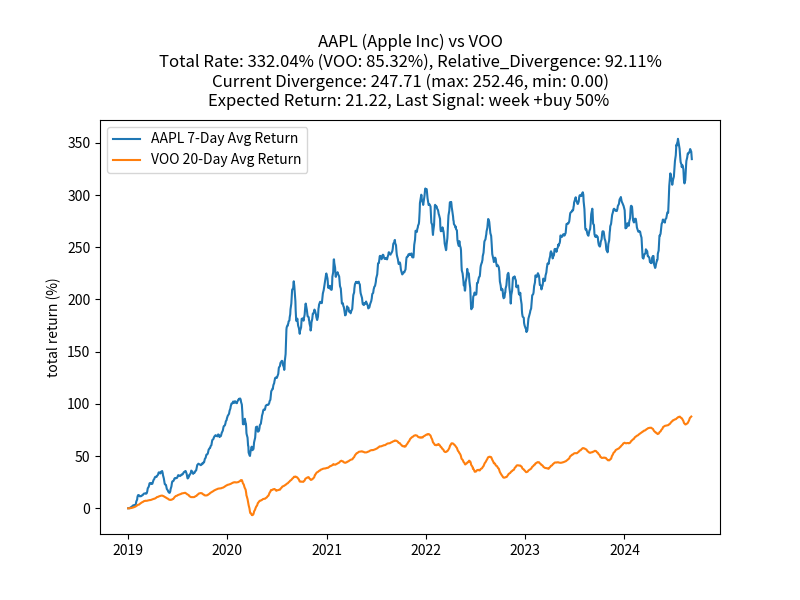 AAPL (Apple Inc) vs VOO
Total Rate: 332.04% (VOO: 85.32%), Relative_Divergence: 92.11%
Current Divergence: 247.71 (max: 252.46, min: 0.00)
Expected Return: 21.22, Last Signal: week +buy 50%
AAPL 7-Day Avg Return
VOO 20-Day Avg Return
total return (%)
350
300
250
200
150
100
50
0
2019 2020 2021 2022 2023 2024